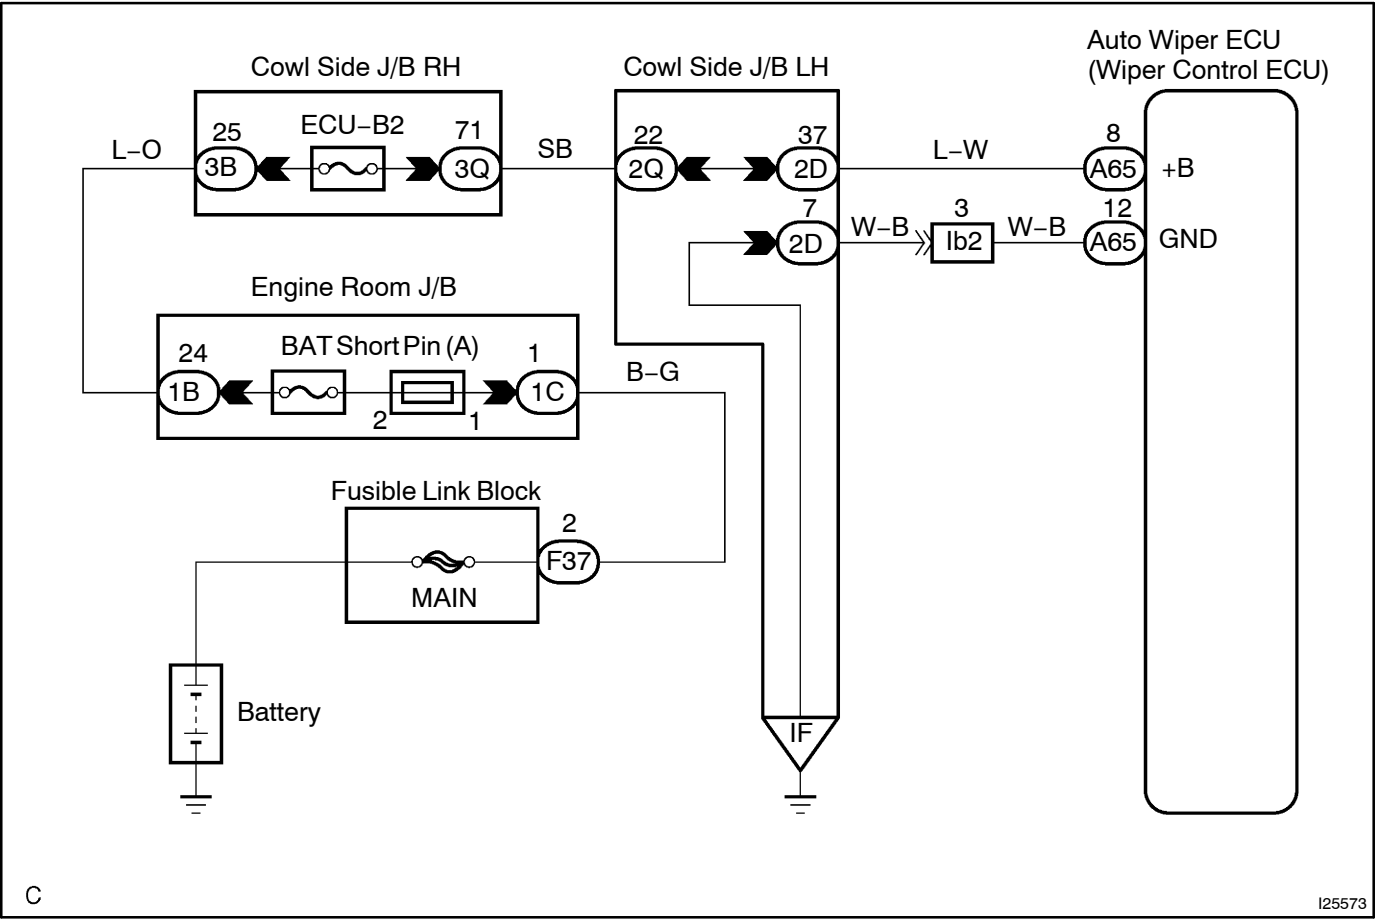 Auto Wiper ECU
(Wiper Control ECU)
Cowl Side J/B RH
Cowl Side J/B LH
25
ECU−B2
71
22
37
8
L−O
3B
3Q
SB
2Q
2D
L−W
A65
+B
7
3
12
2D
W−B
Ib2
W−B
A65
GND
Engine Room J/B
24
BAT Short Pin (A)
1
B−G
1B
2
1
1C
Fusible Link Block
2
F37
MAIN
Battery
IF
C
I25573